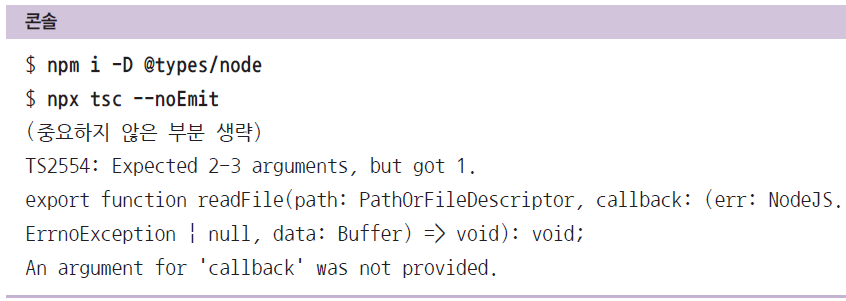 콘솔
$ npm i -D @types/node
$ npx tsc --noEmit
(중요하지 않은 부분 생략)
TS2554: Expected 2-3 arguments, but got 1.
export function readFile(path: PathOrFileDescriptor, callback: (err: NodeJS.
ErrnoException | null, data: Buffer) => void): void;
An argument for 'callback' was not provided.